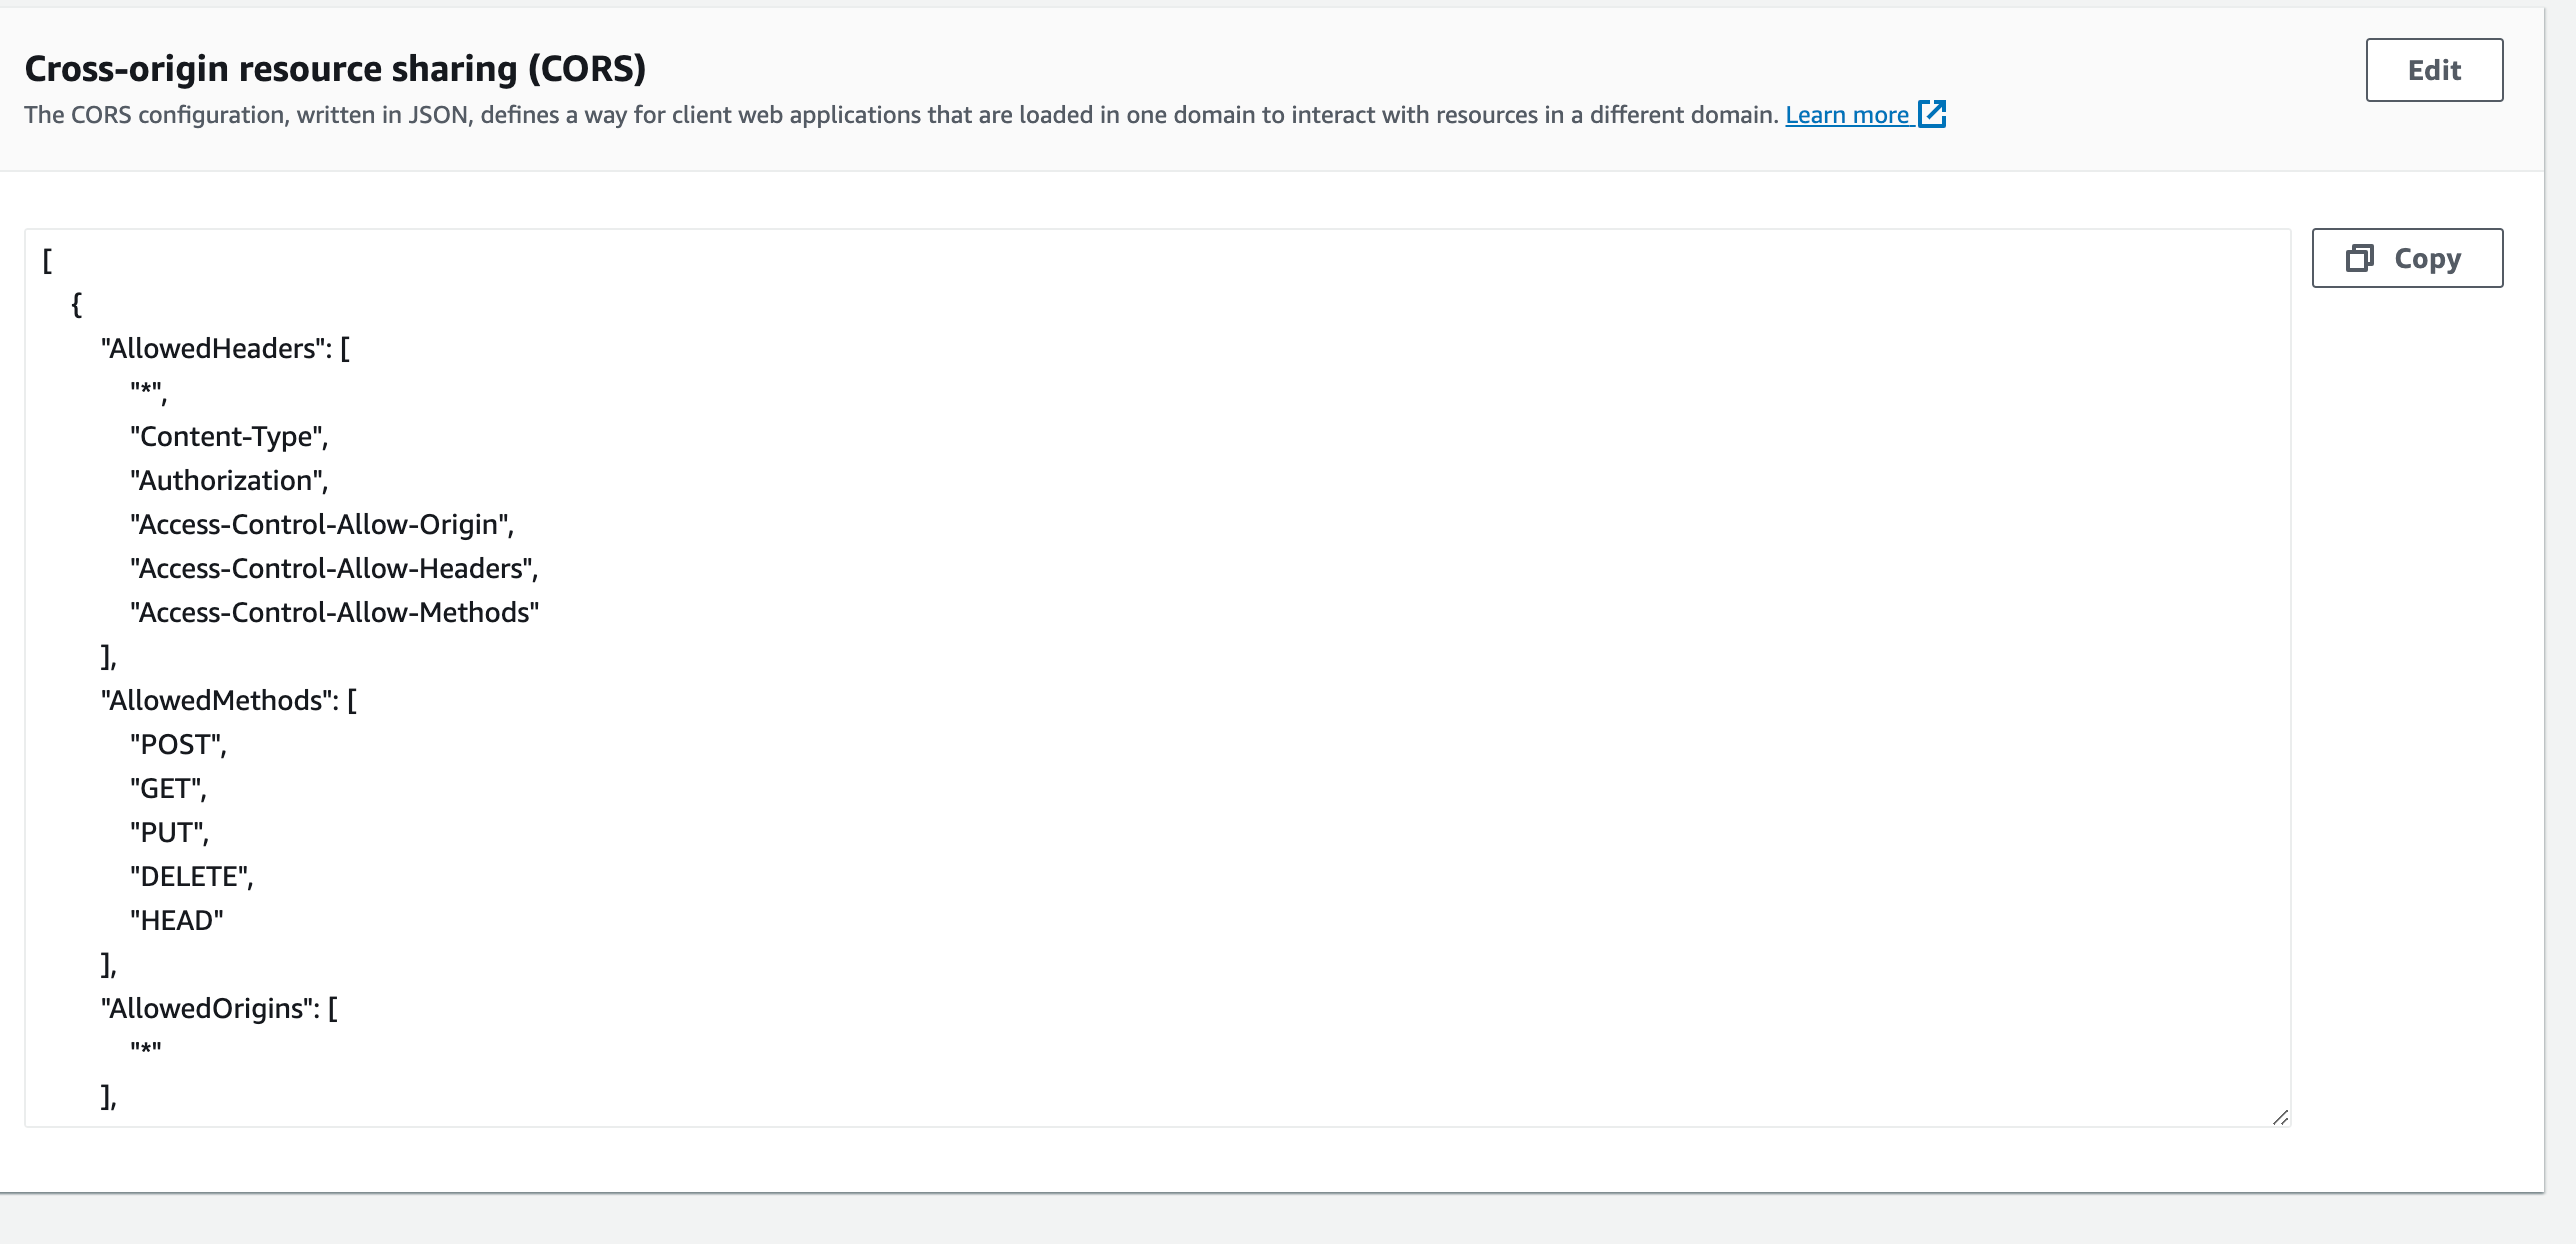 Cross-origin resource sharing (CORS)
Edit
The CORS configuration, written in JSON, defines a way for client web applications that are loaded in one domain to interact with resources in a different domain. Learn more
Copy
[
{
"AllowedHeaders": [
"*",
"Content-Type",
"Authorization",
"Access-Control-Allow-Origin",
"Access-Control-Allow-Headers",
"Access-Control-Allow-Methods"
],
"AllowedMethods": [
"POST",
"GET",
"PUT",
"DELETE",
"HEAD"
],
"AllowedOrigins": [
"*"
],